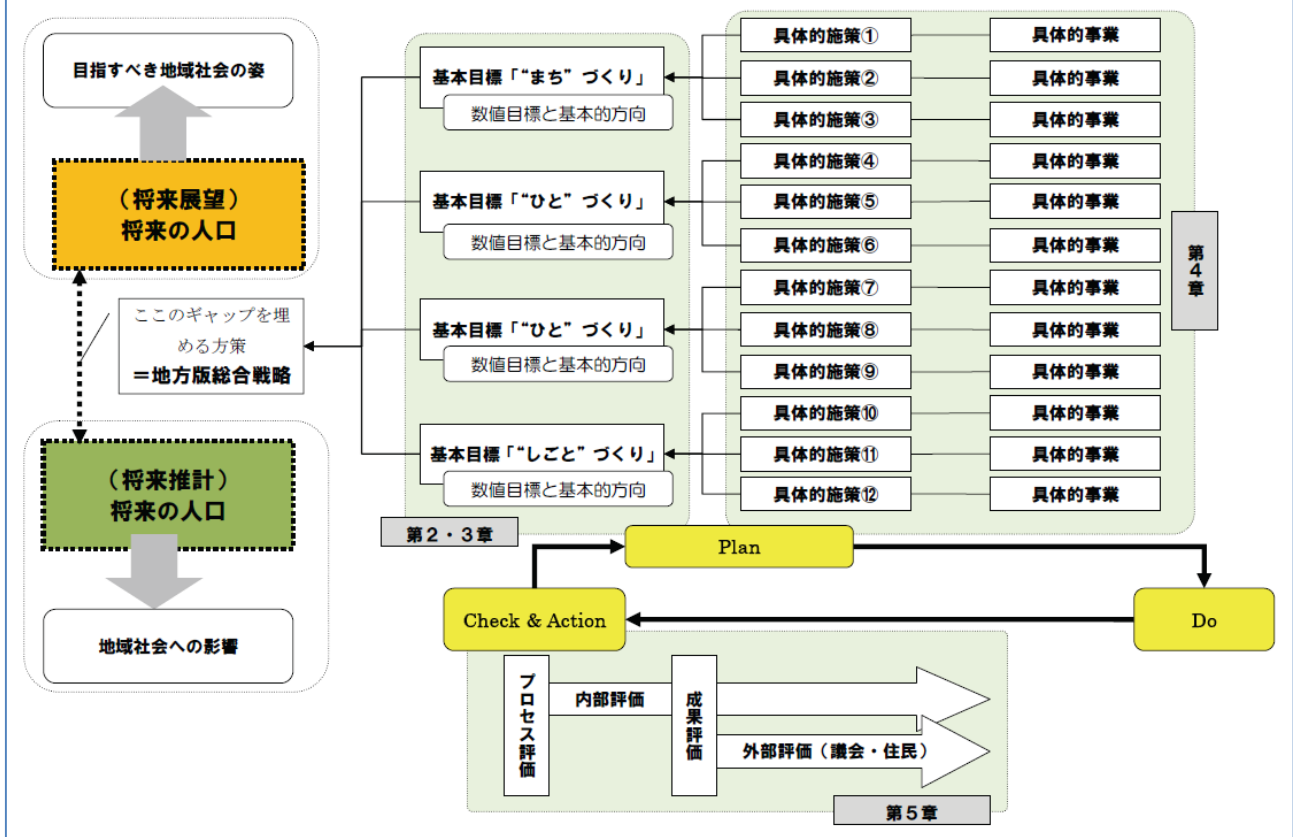 目指すべき地域社会の姿
（将来展望）
将来の人口
ここのギャップを埋
める方策
＝地方版総合戦略
（将来推計）
将来の人口
地域社会への影響
基本目標「“まち”づくり」
数値目標と基本的方向
基本目標「“ひと”づくり」
数値目標と基本的方向
基本目標「“ひと”づくり」
数値目標と基本的方向
基本目標「“しごと”づくり」
数値目標と基本的方向
第２・３章
具体的施策①
具体的事業
具体的施策②
具体的事業
具体的施策③
具体的事業
具体的施策④
具体的事業
具体的施策⑤
具体的事業
具体的施策⑥
具体的事業
具体的施策⑦
具体的事業
具体的施策⑧
具体的事業
具体的施策⑨
具体的事業
具体的施策⑩
具体的事業
具体的施策⑪
具体的事業
具体的施策⑫
具体的事業
第４章
Plan
Check & Action
Do
プロセス評価
内部評価
成果評価
外部評価（議会・住民）
第５章